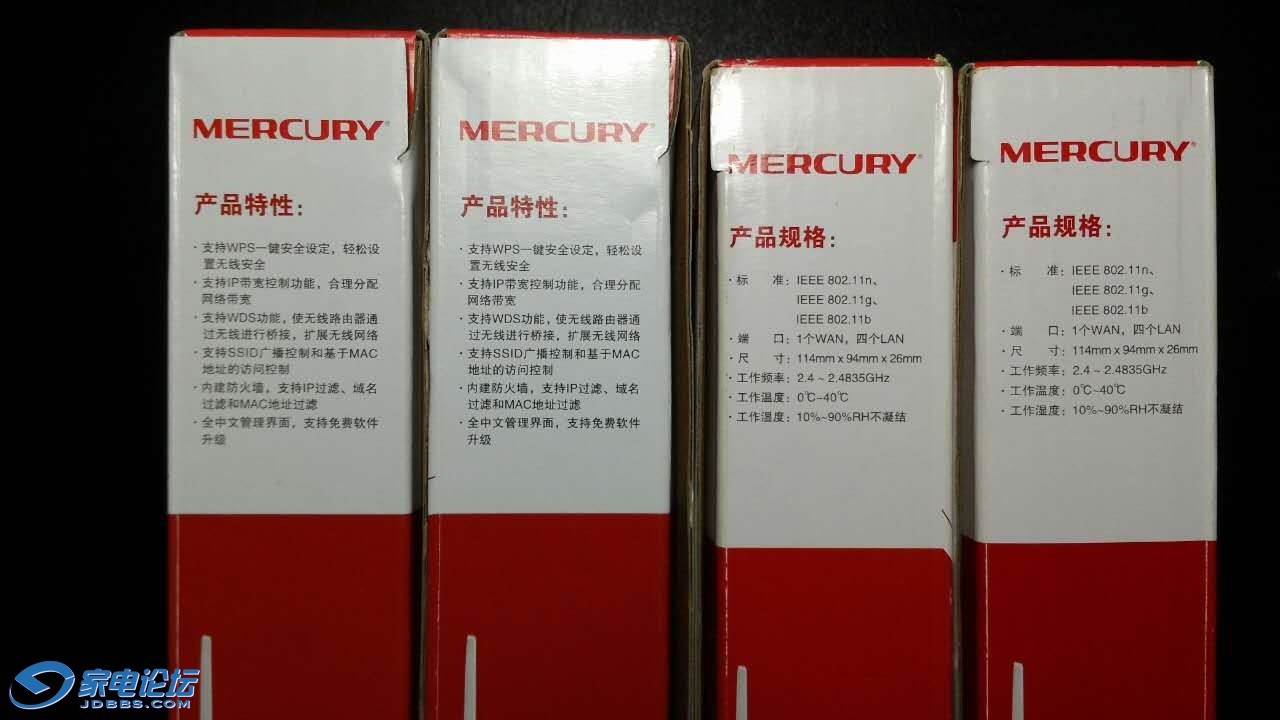 MERCURY®
产品特性：
·支持WPS一键安全设定，轻松设
置无线安全
·支持IP带宽控制功能，合理分配
网络带宽
·支持WDS功能，使无线路由器通
过无线进行桥接，扩展无线网络
·支持SSID广播控制和基于MAC
地址的访问控制
·内建防火墙，支持IP过滤、域名
过滤和MAC地址过滤
·全中文管理界面，支持免费软件
升级
MERCURY®
产品特性：
·支持WPS一键安全设定，轻松设
置无线安全
·支持IP带宽控制功能，合理分配
网络带宽
·支持WDS功能，使无线路由器通
过无线进行桥接，扩展无线网络
·支持SSID广播控制和基于MAC
地址的访问控制
·内建防火墙，支持IP过滤、域名
过滤和MAC地址过滤
·全中文管理界面，支持免费软件
升级
MERCURY®
产品规格：
·标 准：IEEE 802.11n、
IEEE 802.11g、
IEEE 802.11b
·端 口：1个WAN，四个LAN
·尺 寸：114mm x 94mm x 26mm
·工作频率：2.4 ~ 2.4835GHz
·工作温度：0℃~40℃
·工作湿度：10%~90%RH不凝结
MERCURY®
产品规格：
·标 准：IEEE 802.11n、
IEEE 802.11g、
IEEE 802.11b
·端 口：1个WAN，四个LAN
·尺 寸：114mm x 94mm x 26mm
·工作频率：2.4 ~ 2.4835GHz
·工作温度：0℃~40℃
·工作湿度：10%~90%RH不凝结
家电论坛
JDBBS.COM